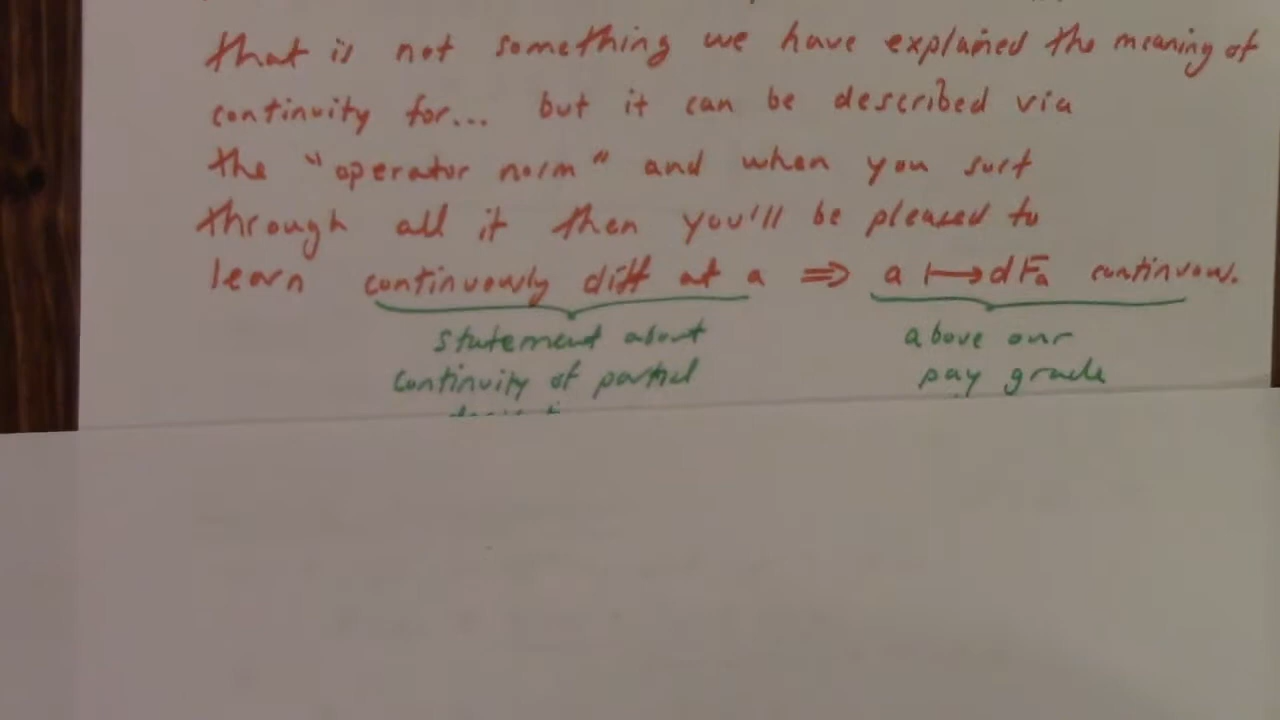 that is not something we have explained the meaning of
continuity for... but it can be described via
the "operator norm" and when you surf
through all it then you'll be pleased to
learn continuously diff at a ⇒ a ↦ dFₐ continuous.
statement about above our
continuity of partial pay grade